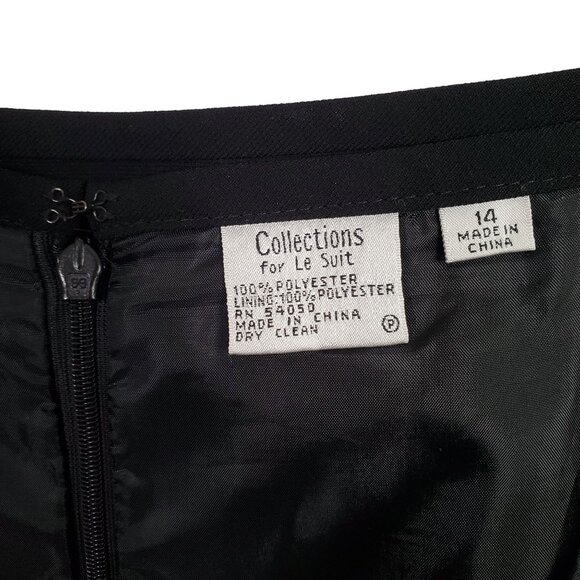 Collections
for Le Suit
100% POLYESTER
LINING:100% POLYESTER
RN 54050
MADE IN CHINA
DRY CLEAN
P
14
MADE IN
CHINA